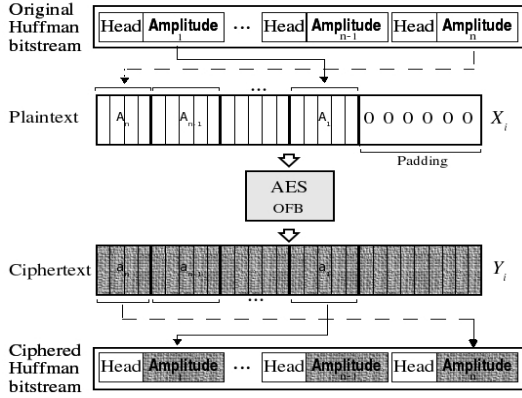 Original Huffman bitstream
Head Amplitude 1 ... Head Amplitude n-1 Head Amplitude n
...
Plaintext A n A n-1 A 1 0 0 0 0 0 0 X i
Padding
AES
OFB
Ciphertext a n a n-1 a 1 Y i
...
Ciphered Huffman bitstream
Head Amplitude 1 ... Head Amplitude n-1 Head Amplitude n